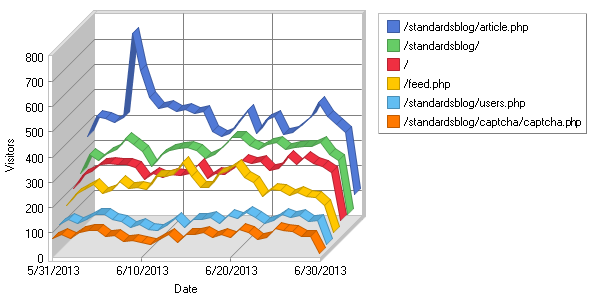 800
700
600
500
400
300
200
100
0
Visitors
5/31/2013 6/10/2013 6/20/2013 6/30/2013
Date
/standardsblog/article.php
/standardsblog/
/
/feed.php
/standardsblog/users.php
/standardsblog/captcha/captcha.php